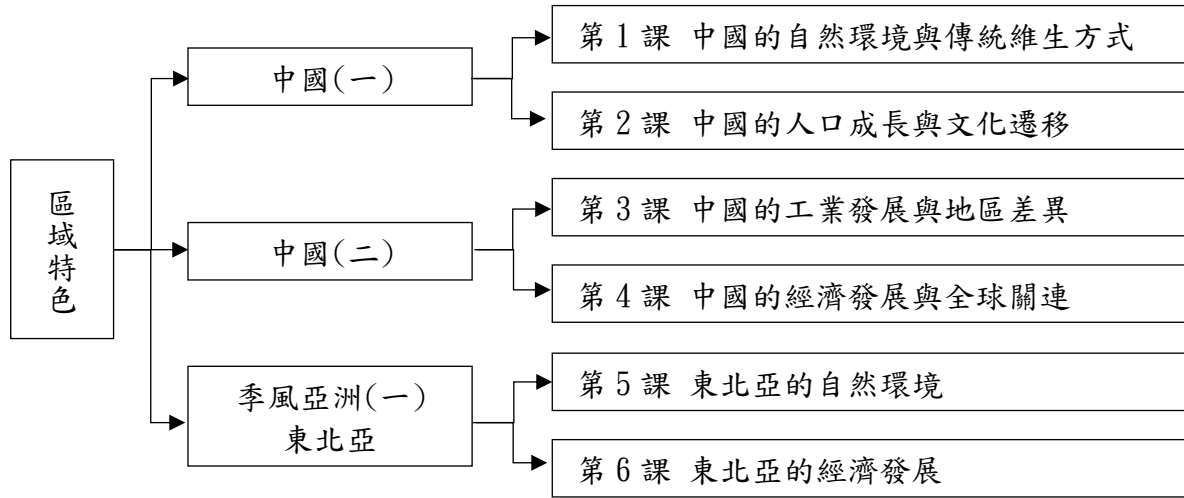 區域特色
中國(一)
第1課 中國的自然環境與傳統維生方式
第2課 中國的人口成長與文化遷移
中國(二)
第3課 中國的工業發展與地區差異
第4課 中國的經濟發展與全球關連
季風亞洲(一)
東北亞
第5課 東北亞的自然環境
第6課 東北亞的經濟發展